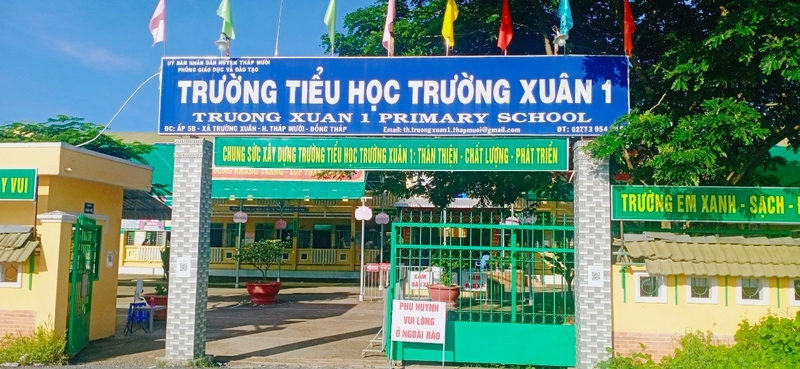 ỦY BAN NHÂN DÂN HUYỆN THÁP MƯỜI
PHÒNG GIÁO DỤC VÀ ĐÀO TẠO
TRƯỜNG TIỂU HỌC TRƯỜNG XUÂN 1
TRUONG XUAN 1 PRIMARY SCHOOL
ĐC: ẤP 5B - XÃ TRƯỜNG XUÂN - H. THÁP MƯỜI - ĐỒNG THÁP
Email:th.truongxuan1.thapmuoi@gmail.com
ĐT: 02773 954
CHUNG SỨC XÂY DỰNG TRƯỜNG TIỂU HỌC TRƯỜNG XUÂN 1: THÂN THIỆN - CHẤT LƯỢNG - PHÁT TRIỂN
Y VUI
TRƯỜNG EM XANH - SẠCH -
CẤM
ĐẬU XE
PHỤ HUYNH
VUI LÒNG
Ở NGOÀI RÀO